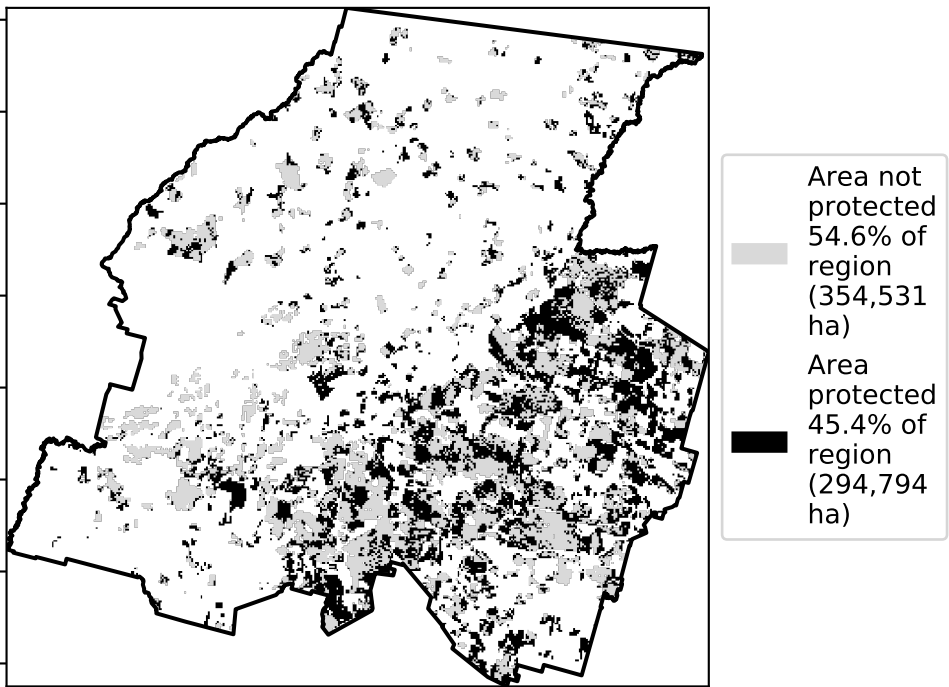 Area not
protected
54.6% of
region
(354,531
ha)
Area
protected
45.4% of
region
(294,794
ha)